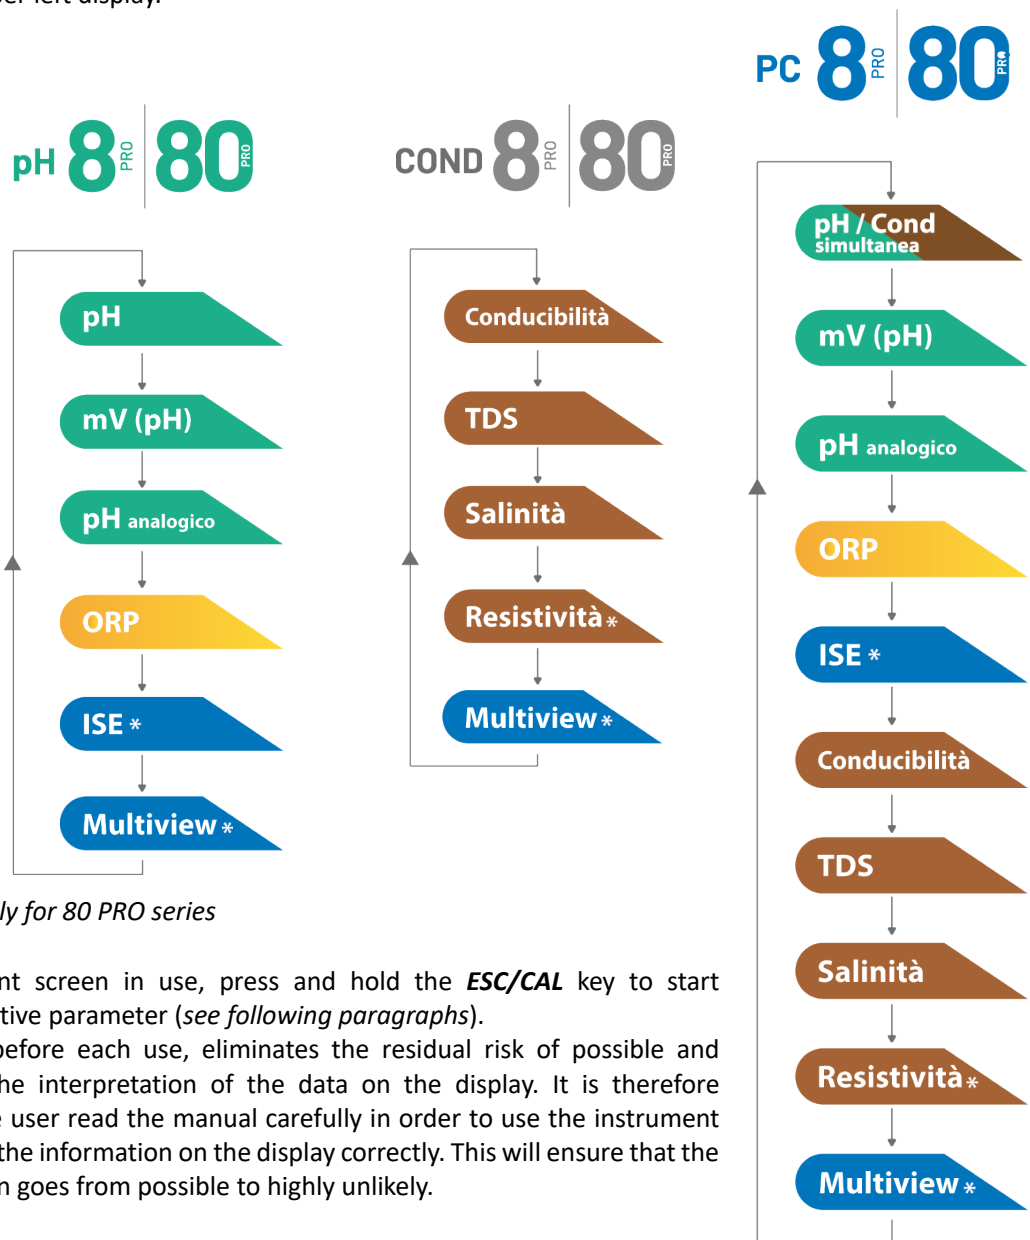 left display.
PC 8 PRO 80 PRO
pH 8 PRO 80 PRO
COND 8 PRO 80 PRO
pH
mV (pH)
pH analogico
ORP
ISE *
Multiview *
Conducibilità
TDS
Salinità
Resistività *
Multiview *
pH / Cond
simultanea
mV (pH)
pH analogico
ORP
ISE *
Conducibilità
TDS
Salinità
Resistività *
Multiview *
ly for 80 PRO series
nt screen in use, press and hold the ESC/CAL key to start
tive parameter (see following paragraphs).
before each use, eliminates the residual risk of possible and
he interpretation of the data on the display. It is therefore
e user read the manual carefully in order to use the instrument
the information on the display correctly. This will ensure that the
n goes from possible to highly unlikely.